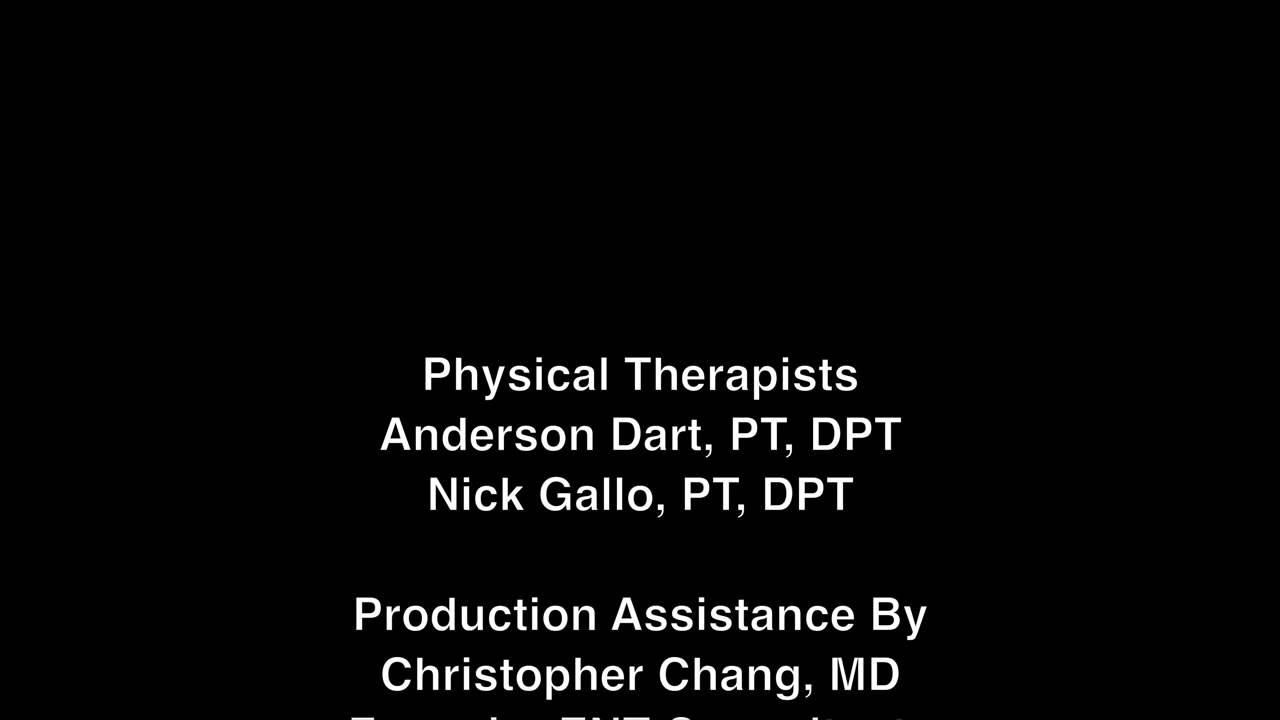 Physical Therapists
Anderson Dart, PT, DPT
Nick Gallo, PT, DPT
Production Assistance By
Christopher Chang, MD